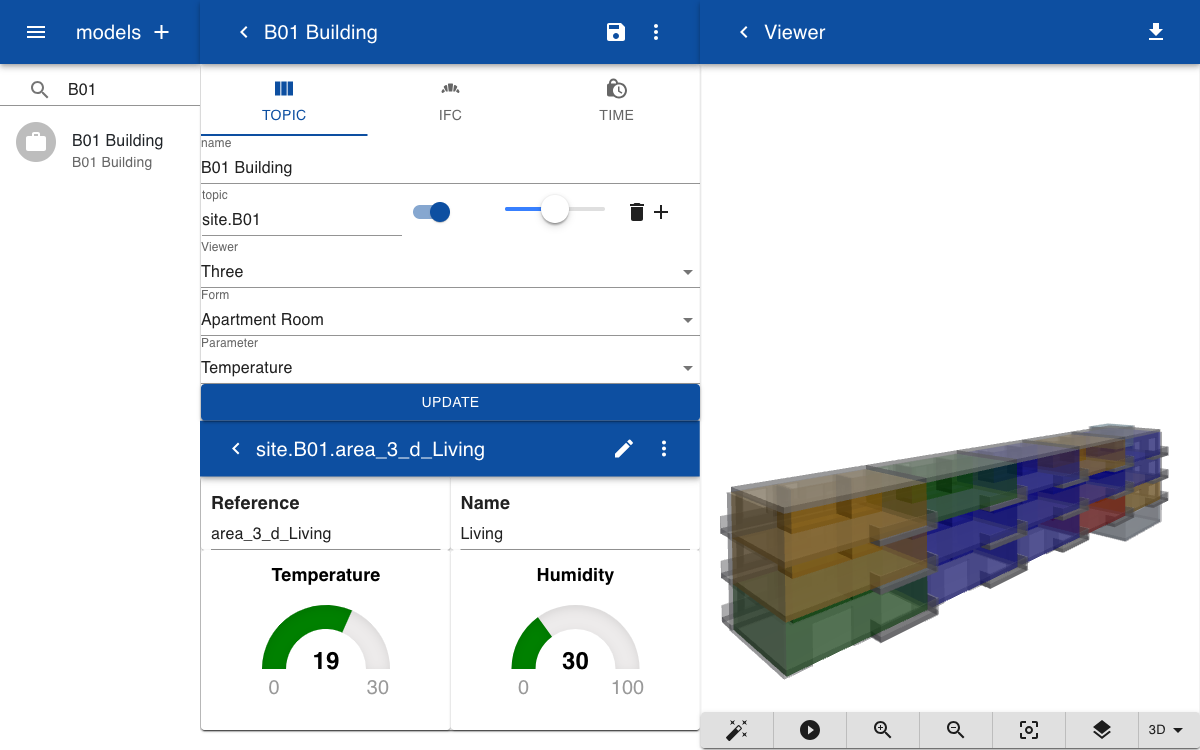 models
B01 Building
Viewer
B01
B01 Building
B01 Building
TOPIC
IFC
TIME
name
B01 Building
topic
site.B01
Viewer
Three
Form
Apartment Room
Parameter
Temperature
UPDATE
site.B01.area_3_d_Living
Reference
area_3_d_Living
Name
Living
Temperature
19
0
30
Humidity
30
0
100
3D